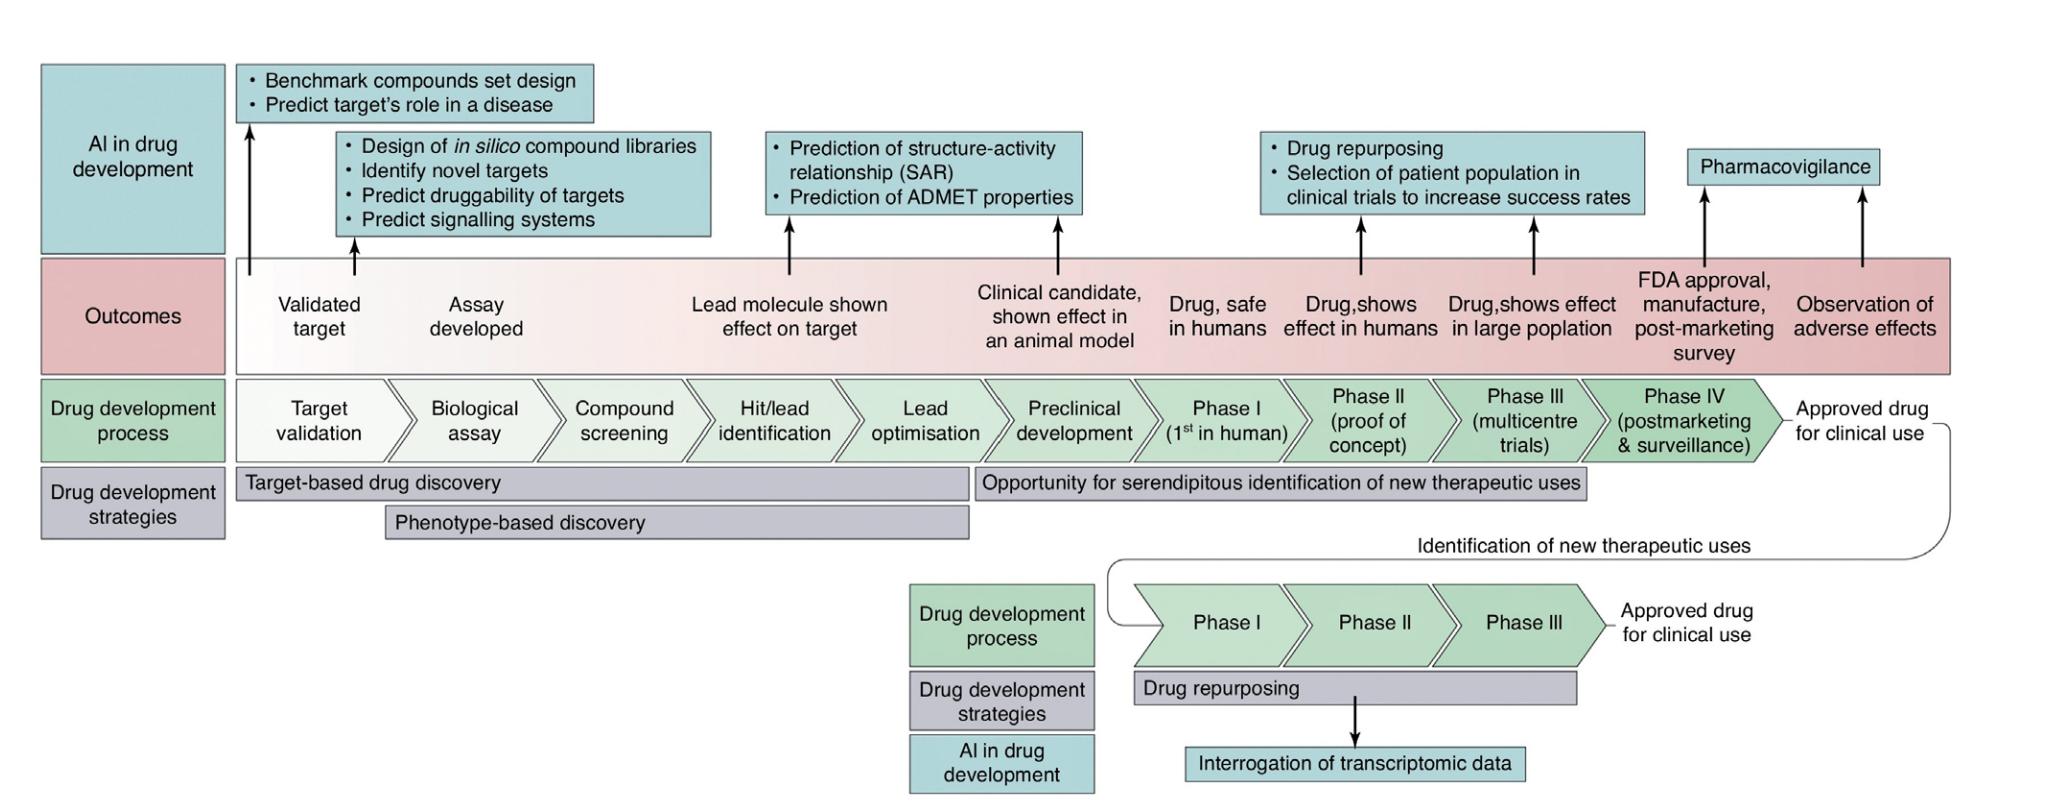 AI in drug
development
• Benchmark compounds set design
• Predict target’s role in a disease
• Design of in silico compound libraries
• Identify novel targets
• Predict druggability of targets
• Predict signalling systems
• Prediction of structure-activity
relationship (SAR)
• Prediction of ADMET properties
• Drug repurposing
• Selection of patient population in
clinical trials to increase success rates
Pharmacovigilance
Outcomes
Validated
target
Assay
developed
Lead molecule shown
effect on target
Clinical candidate,
shown effect in
an animal model
Drug, safe
in humans
Drug,shows
effect in humans
Drug,shows effect
in large poplation
FDA approval,
manufacture,
post-marketing
survey
Observation of
adverse effects
Drug development
process
Target
validation
Biological
assay
Compound
screening
Hit/lead
identification
Lead
optimisation
Preclinical
development
Phase I
(1st in human)
Phase II
(proof of
concept)
Phase III
(multicentre
trials)
Phase IV
(postmarketing
& surveillance)
Approved drug
for clinical use
Drug development
strategies
Target-based drug discovery
Opportunity for serendipitous identification of new therapeutic uses
Phenotype-based discovery
Identification of new therapeutic uses
Drug development
process
Phase I
Phase II
Phase III
Approved drug
for clinical use
Drug development
strategies
Drug repurposing
AI in drug
development
Interrogation of transcriptomic data